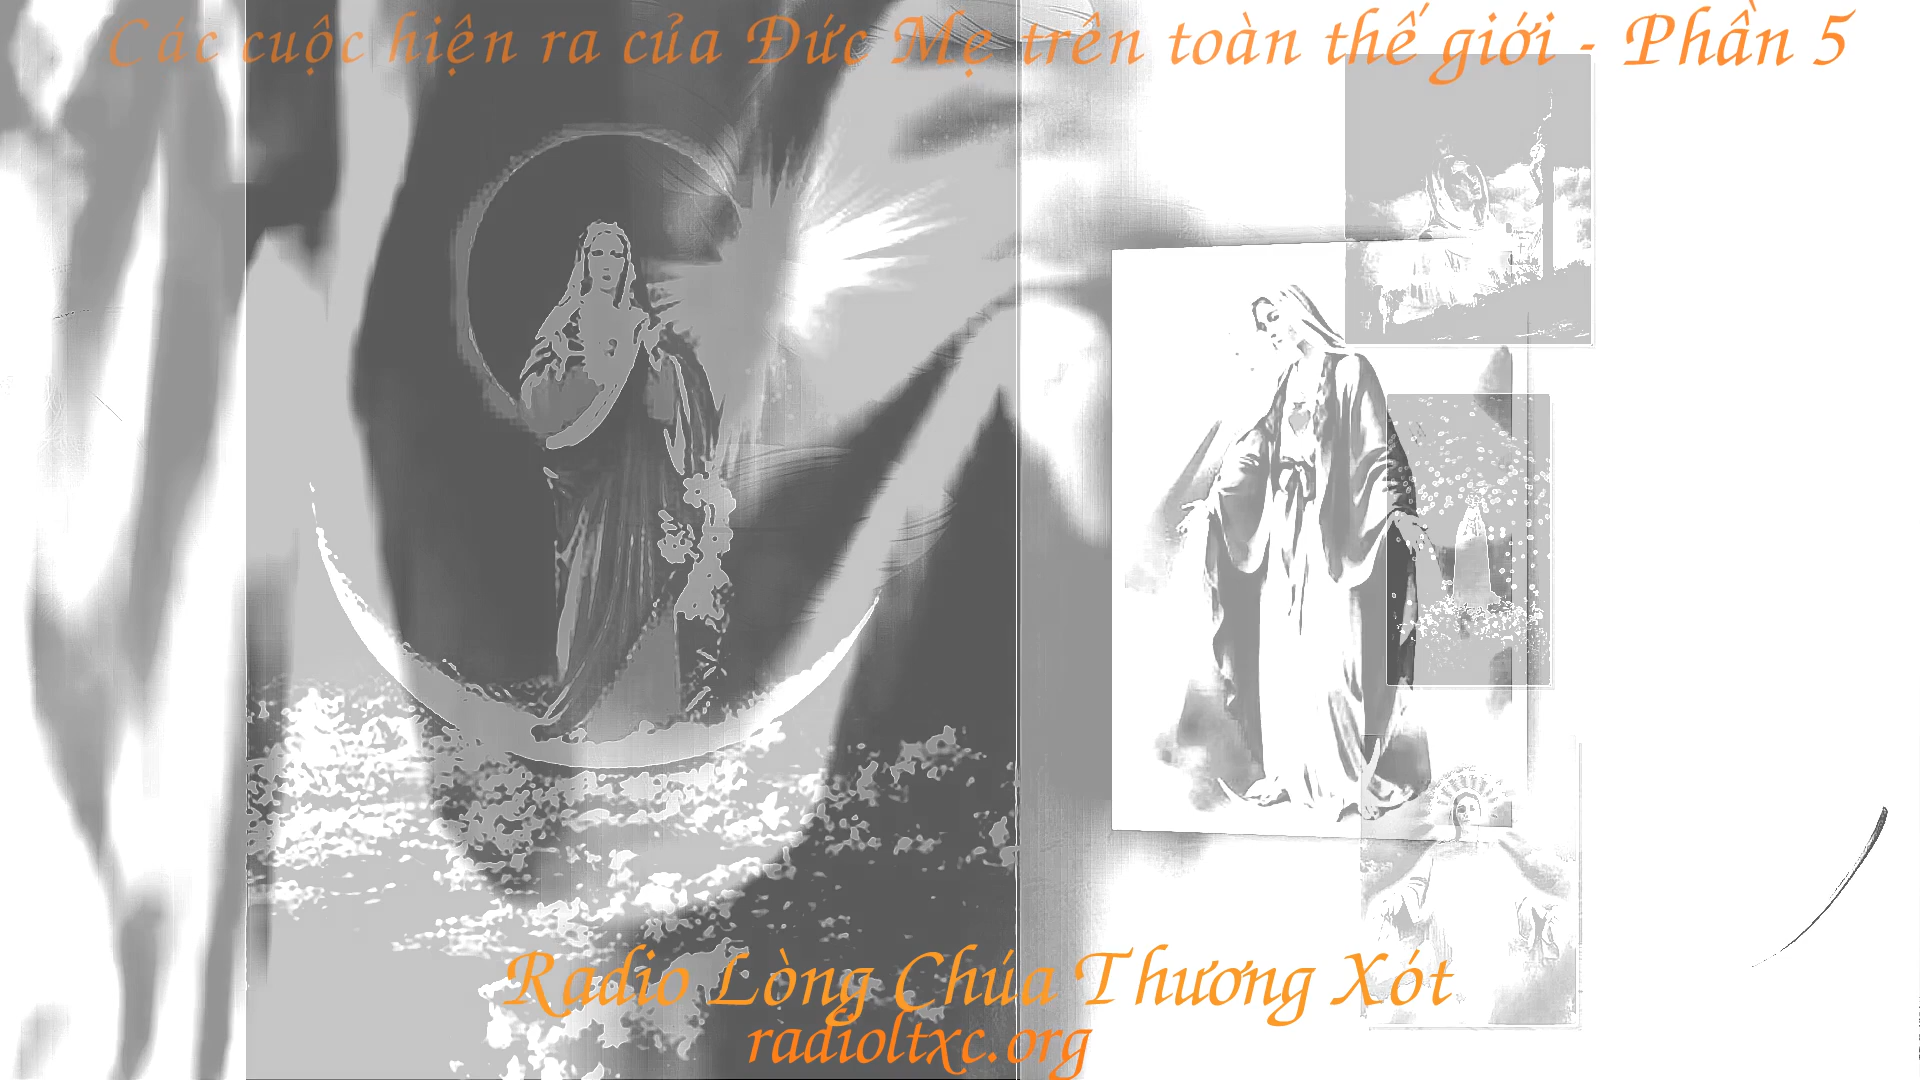 Các cuộc hiện ra của Đức Mẹ trên toàn thế giới - Phần 5
Radio Lòng Chúa Thương Xót
radioltxc.org